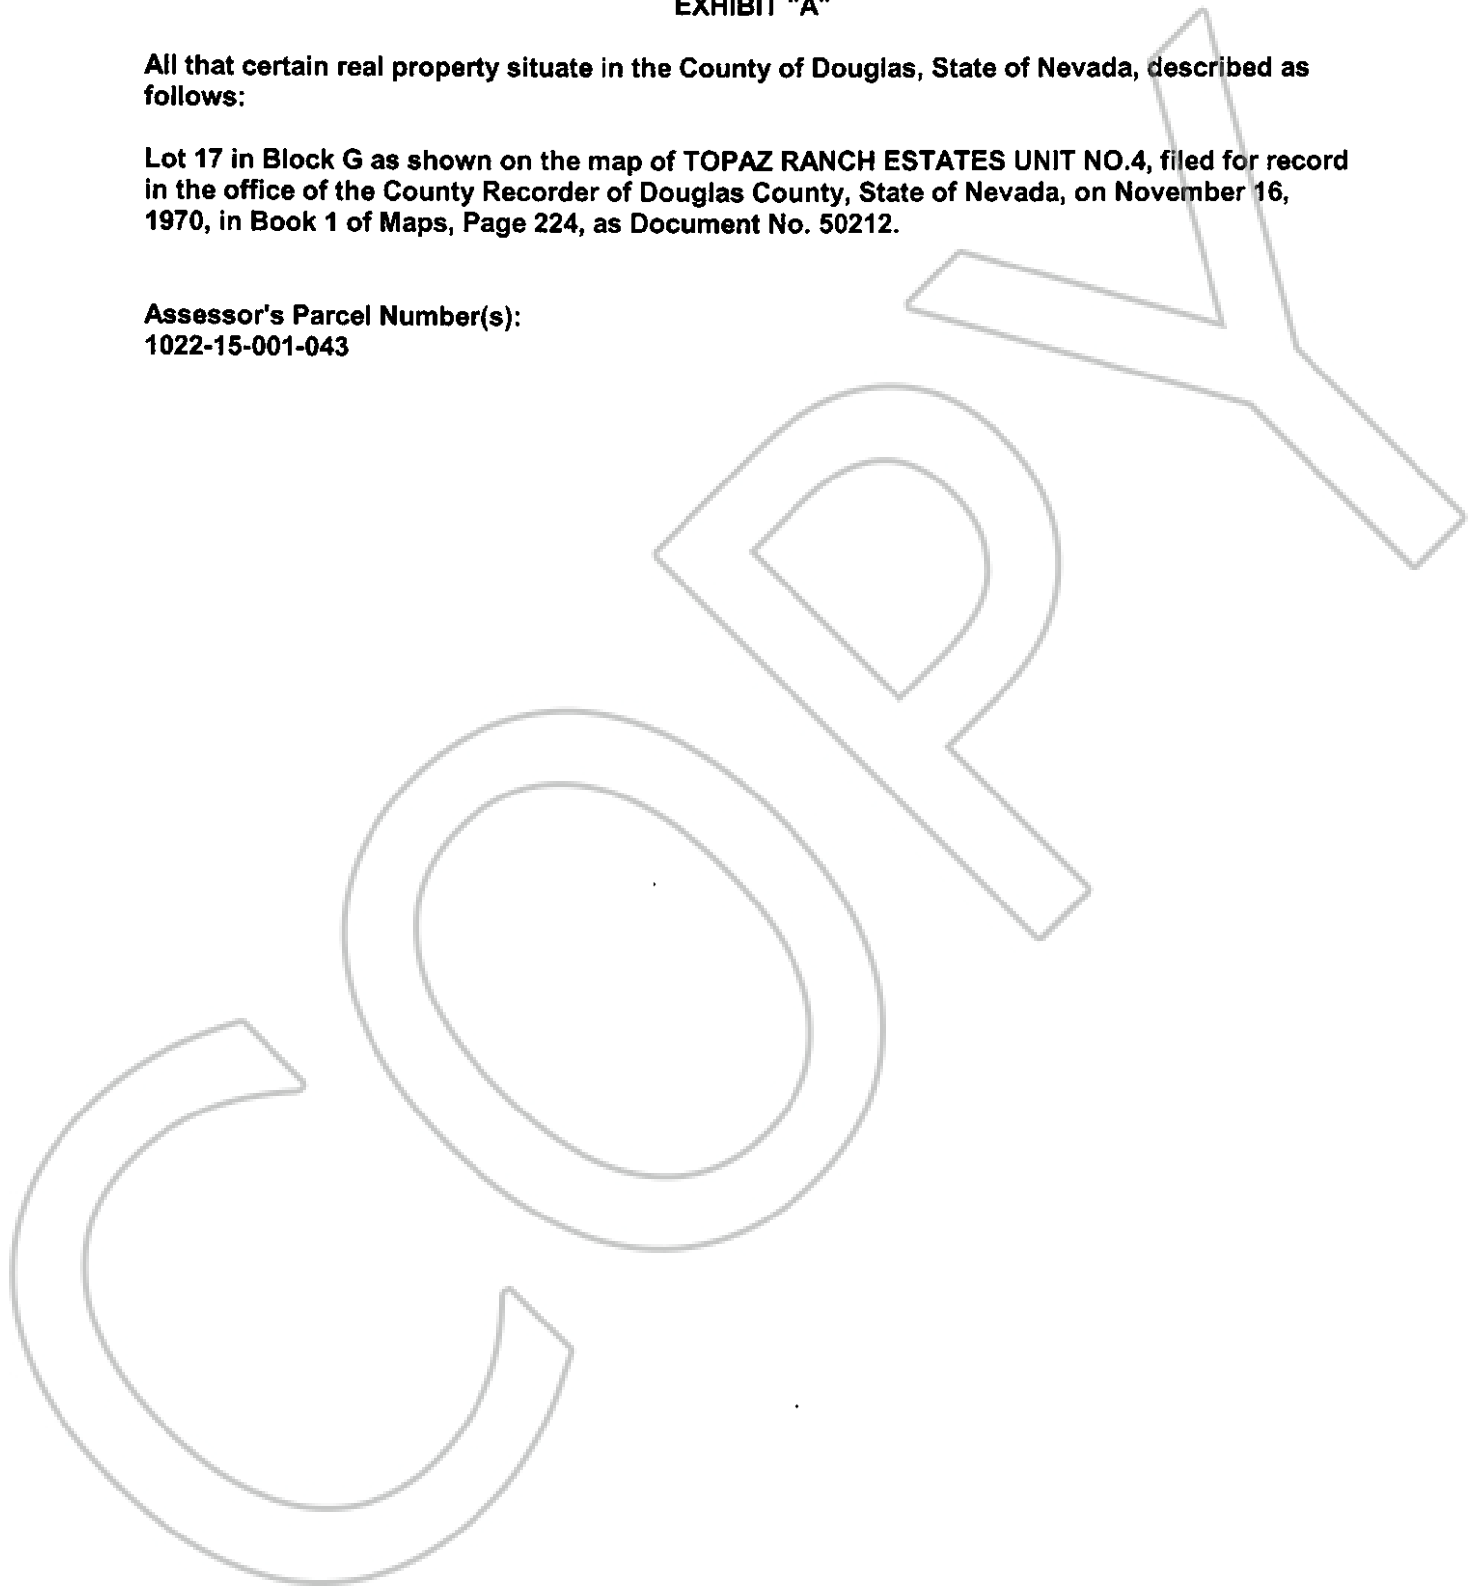 EXHIBIT "A"
All that certain real property situate in the County of Douglas, State of Nevada, described as
follows:
Lot 17 in Block G as shown on the map of TOPAZ RANCH ESTATES UNIT NO.4, filed for record
in the office of the County Recorder of Douglas County, State of Nevada, on November 16,
1970, in Book 1 of Maps, Page 224, as Document No. 50212.
Assessor's Parcel Number(s):
1022-15-001-043
COPY